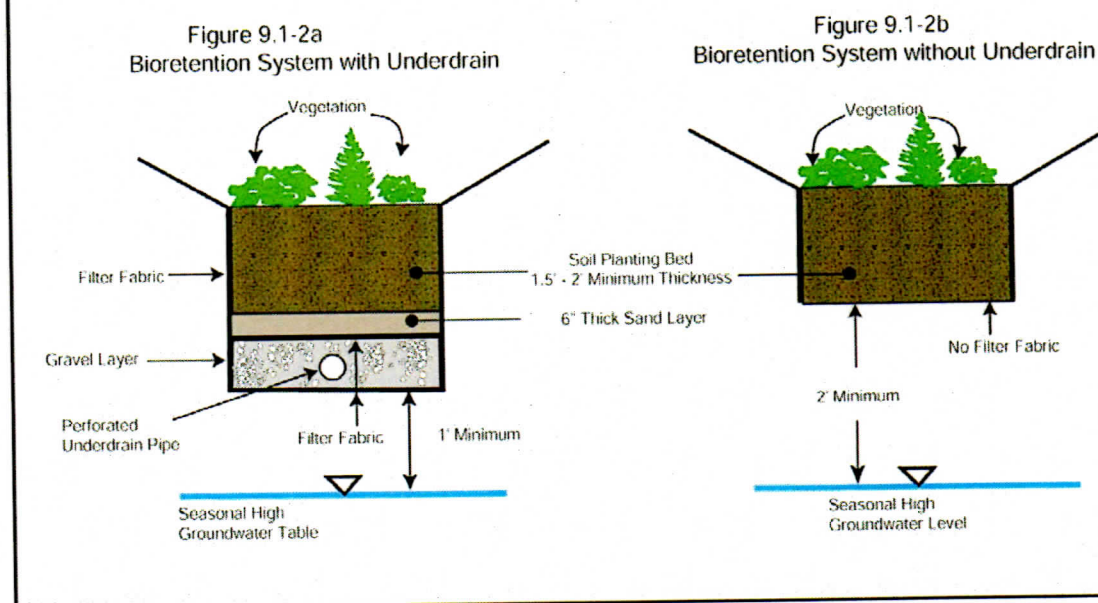 Figure 9.1-2a
Bioretention System with Underdrain
Vegetation
Filter Fabric
Gravel Layer
Perforated
Underdrain Pipe
Filter Fabric
1' Minimum
Seasonal High
Groundwater Table
Soil Planting Bed
1.5' - 2' Minimum Thickness
6" Thick Sand Layer
Figure 9.1-2b
Bioretention System without Underdrain
Vegetation
No Filter Fabric
2' Minimum
Seasonal High
Groundwater Level